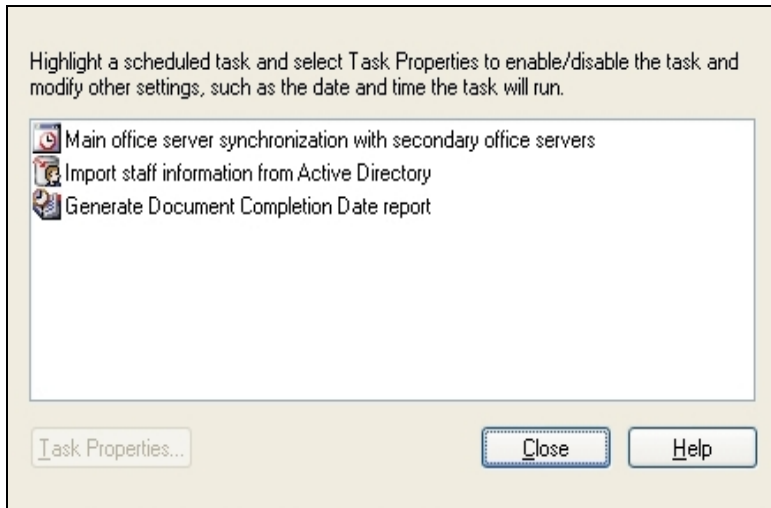 Highlight a scheduled task and select Task Properties to enable/disable the task and
modify other settings, such as the date and time the task will run.
Main office server synchronization with secondary office servers
Import staff information from Active Directory
Generate Document Completion Date report
Task Properties...
Close
Help